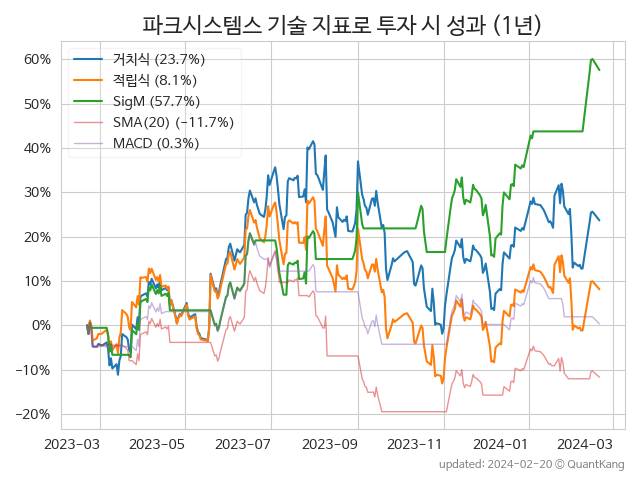 파크시스템스 기술 지표로 투자 시 성과 (1년)
거치식 (23.7%)
적립식 (8.1%)
SigM (57.7%)
SMA(20) (−11.7%)
MACD (0.3%)
60%
50%
40%
30%
20%
10%
0%
−10%
−20%
2023-03 2023-05 2023-07 2023-09 2023-11 2024-01 2024-03
updated: 2024-02-20 © QuantKang